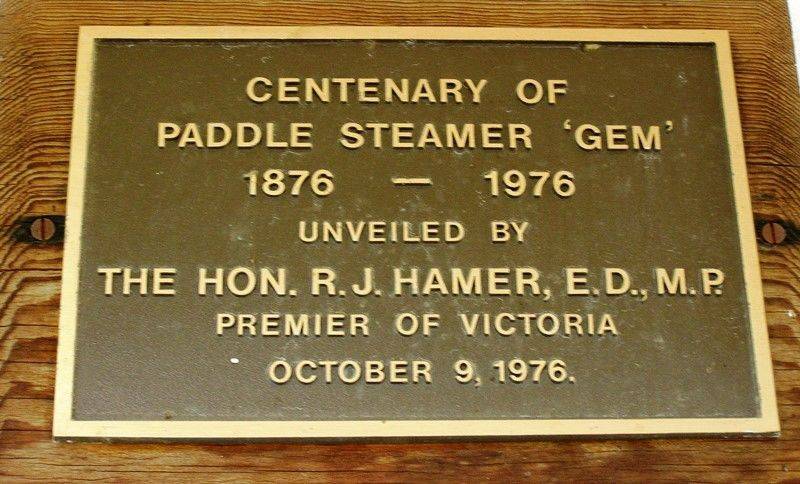 CENTENARY OF
PADDLE STEAMER ‘GEM’
1876 — 1976
UNVEILED BY
THE HON. R.J. HAMER, E.D., M.P.
PREMIER OF VICTORIA
OCTOBER 9, 1976.